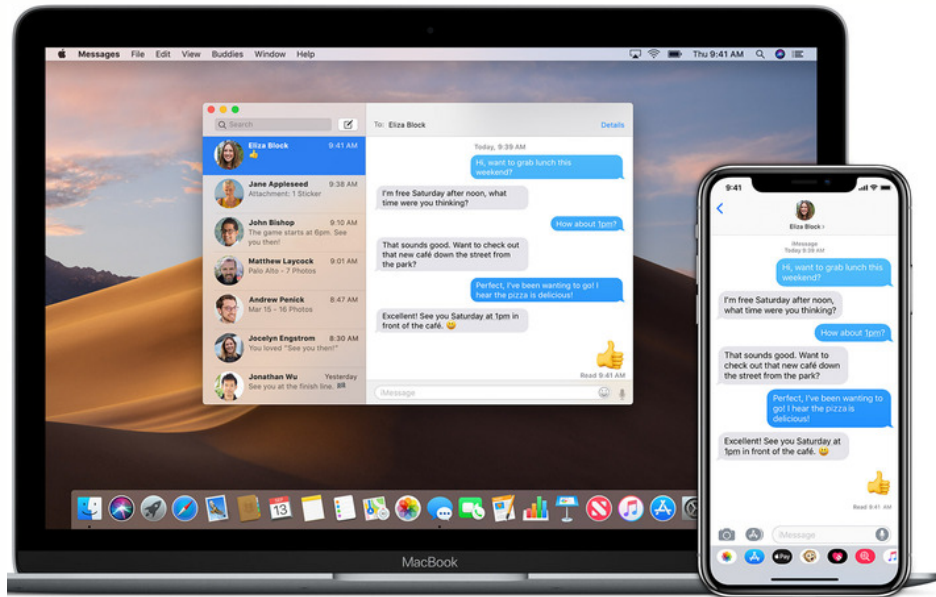 Messages File Edit View Buddies Window Help
Thu 9:41 AM
Search
To: Eliza Block
Details
Eliza Block 9:41 AM
👍
Jane Appleseed 9:38 AM
Attachment: 1 Sticker
John Bishop 9:10 AM
The game starts at 6pm. See
you then!
Matthew Laycock 9:01 AM
Palo Alto - 7 Photos
Andrew Penick 8:47 AM
Mar 15 - 16 Photos
Jocelyn Engstrom 8:30 AM
You loved "See you then!"
Jonathan Wu Yesterday
See you at the finish line. 🏁
Today, 9:39 AM
Hi, want to grab lunch this
weekend?
I'm free Saturday after noon, what
time were you thinking?
How about 1pm?
That sounds good. Want to check out
that new café down the street from
the park?
Perfect, I've been wanting to go! I
hear the pizza is delicious!
Excellent! See you Saturday at 1pm in
front of the café. 😀
👍
Read 9:41 AM
iMessage
13
MacBook
9:41
Eliza Block
iMessage
Today 9:39 AM
Hi, want to grab lunch this
weekend?
I'm free Saturday after noon,
what time were you thinking?
How about 1pm?
That sounds good. Want to
check out that new café down
the street from the park?
Perfect, I've been wanting to
go! I hear the pizza is
delicious!
Excellent! See you Saturday at
1pm in front of the café. 😀
👍
Read 9:41 AM
iMessage
Pay